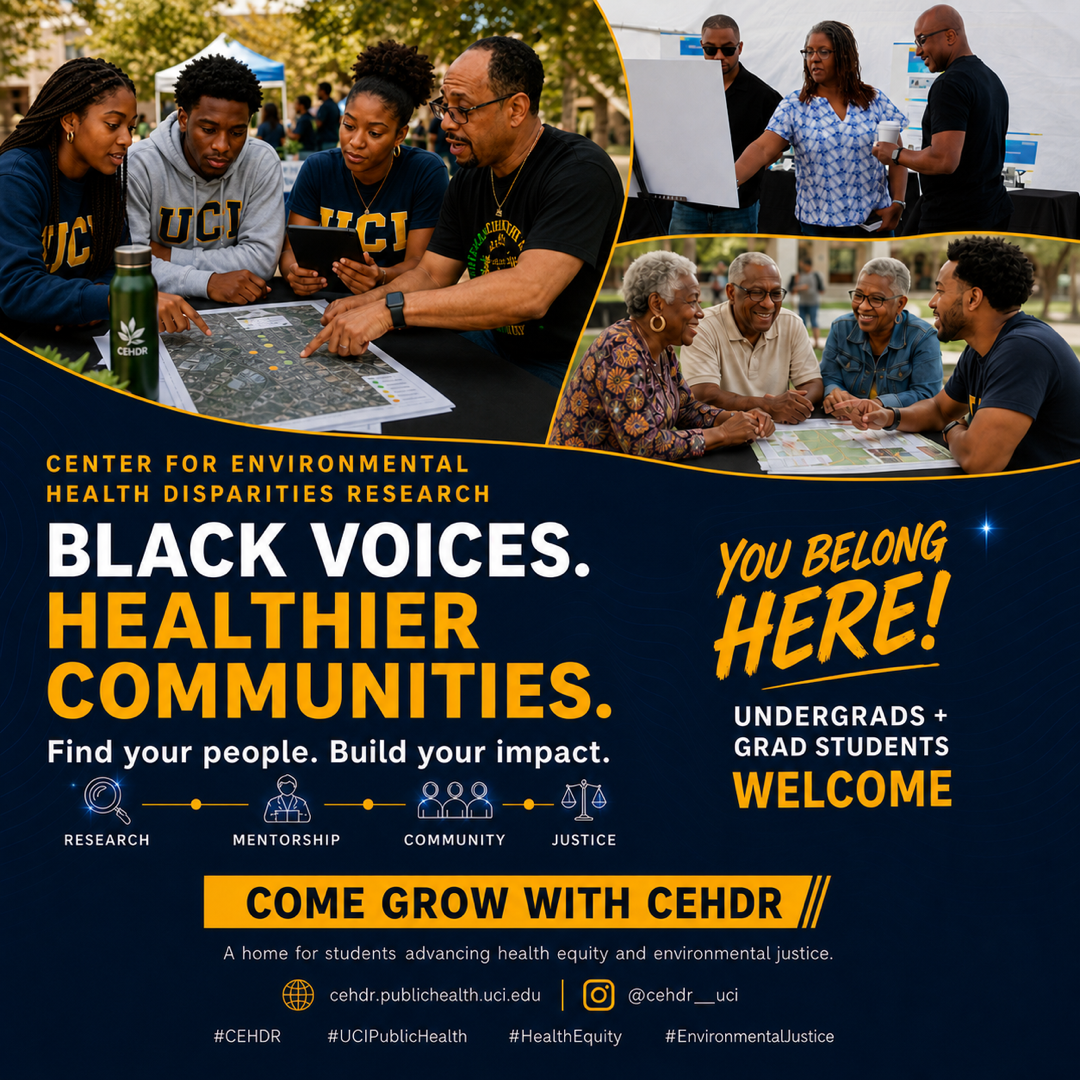 UCI
UCI
UCI
CEHDR
CENTER FOR ENVIRONMENTAL
HEALTH DISPARITIES RESEARCH
BLACK VOICES.
HEALTHIER
COMMUNITIES.
Find your people. Build your impact.
RESEARCH
MENTORSHIP
COMMUNITY
JUSTICE
YOU BELONG
HERE!
UNDERGRADS +
GRAD STUDENTS
WELCOME
COME GROW WITH CEHDR
A home for students advancing health equity and environmental justice.
cehdr.publichealth.uci.edu
@cehdr__uci
#CEHDR #UCIPublicHealth #HealthEquity #EnvironmentalJustice